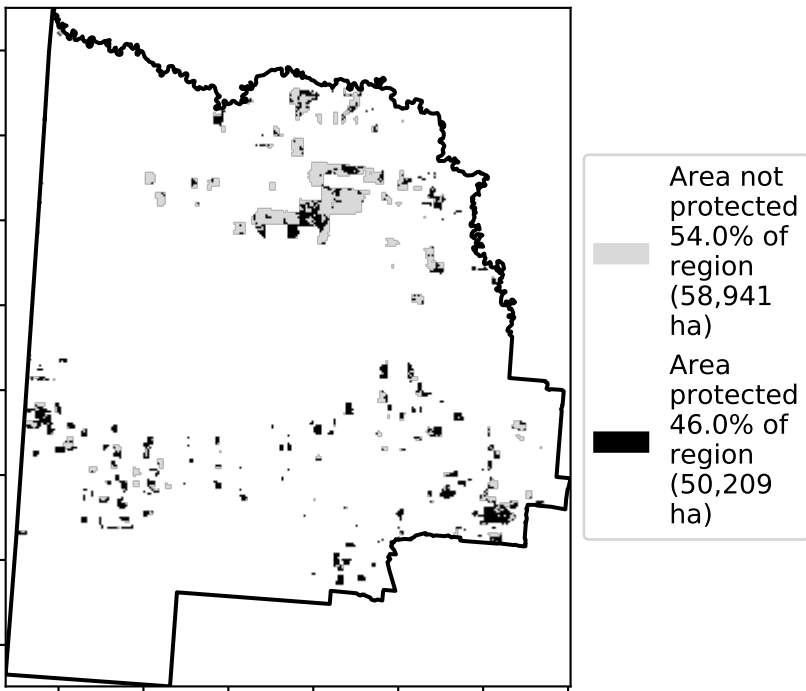 Area not
protected
54.0% of
region
(58,941
ha)
Area
protected
46.0% of
region
(50,209
ha)